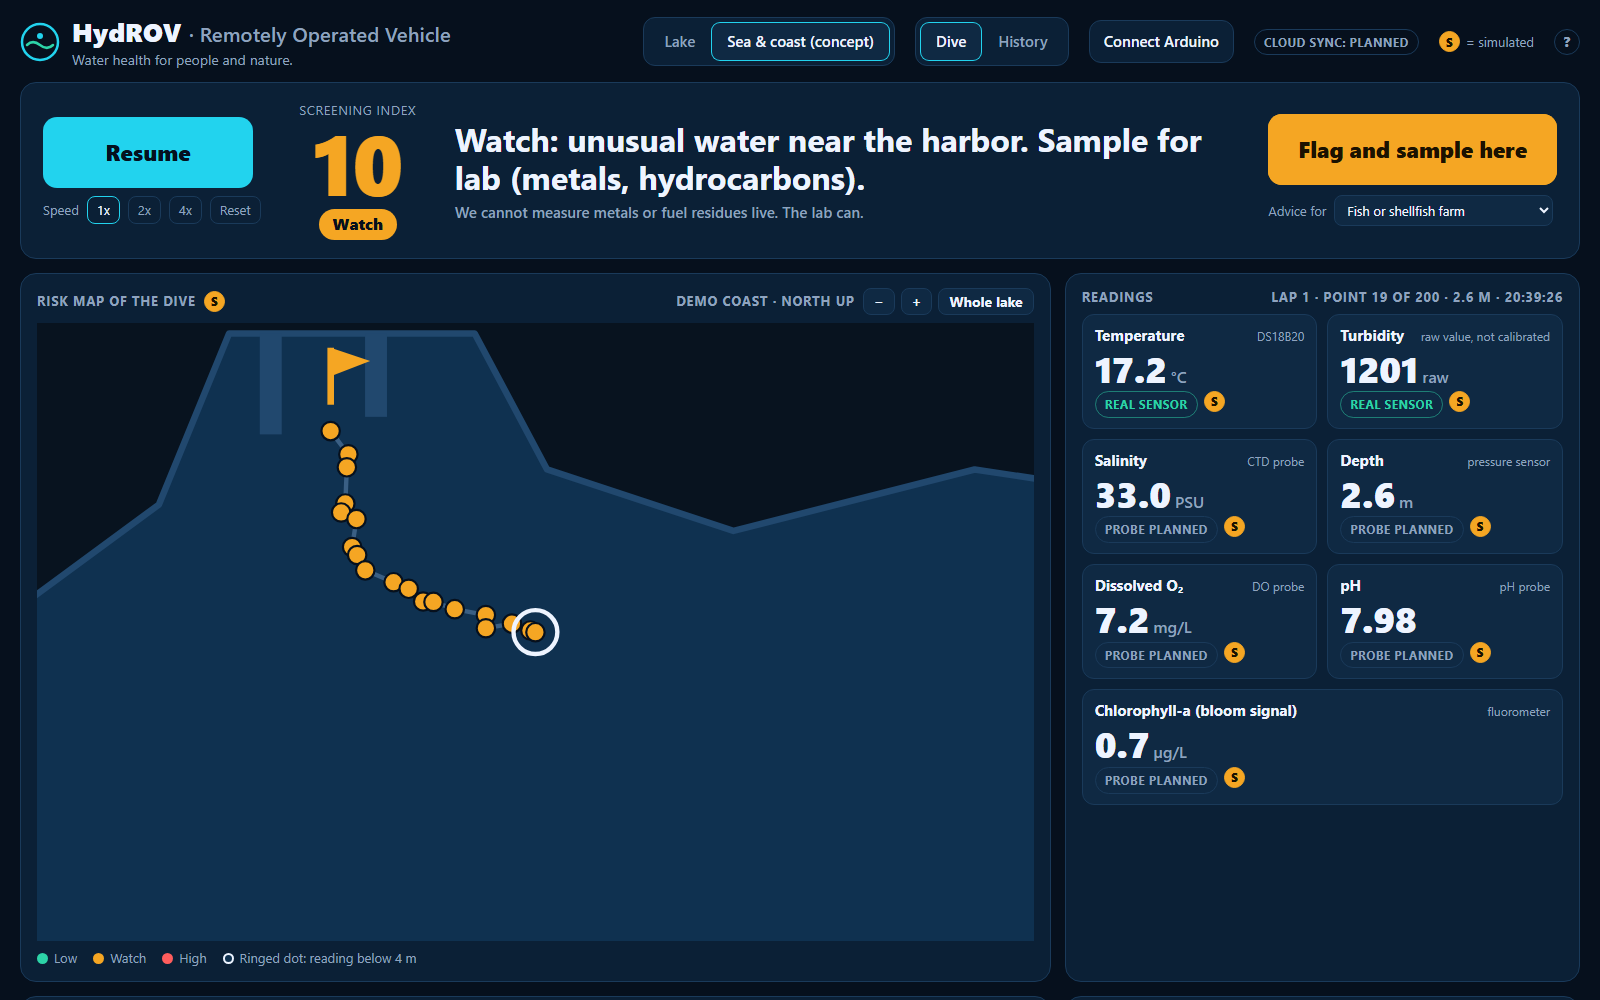 HydROV · Remotely Operated Vehicle
Water health for people and nature.
Lake
Sea & coast (concept)
Dive
History
Connect Arduino
CLOUD SYNC: PLANNED
S = simulated
?
Resume
Speed 1x 2x 4x Reset
SCREENING INDEX
10
Watch
Watch: unusual water near the harbor. Sample for
lab (metals, hydrocarbons).
We cannot measure metals or fuel residues live. The lab can.
Flag and sample here
Advice for Fish or shellfish farm
RISK MAP OF THE DIVE S
DEMO COAST · NORTH UP
−
+
Whole lake
Low
Watch
High
Ringed dot: reading below 4 m
READINGS
LAP 1 · POINT 19 OF 200 · 2.6 M · 20:39:26
Temperature DS18B20
17.2 °C
REAL SENSOR S
Turbidity raw value, not calibrated
1201 raw
REAL SENSOR S
Salinity CTD probe
33.0 PSU
PROBE PLANNED S
Depth pressure sensor
2.6 m
PROBE PLANNED S
Dissolved O₂ DO probe
7.2 mg/L
PROBE PLANNED S
pH pH probe
7.98
PROBE PLANNED S
Chlorophyll-a (bloom signal) fluorometer
0.7 µg/L
PROBE PLANNED S